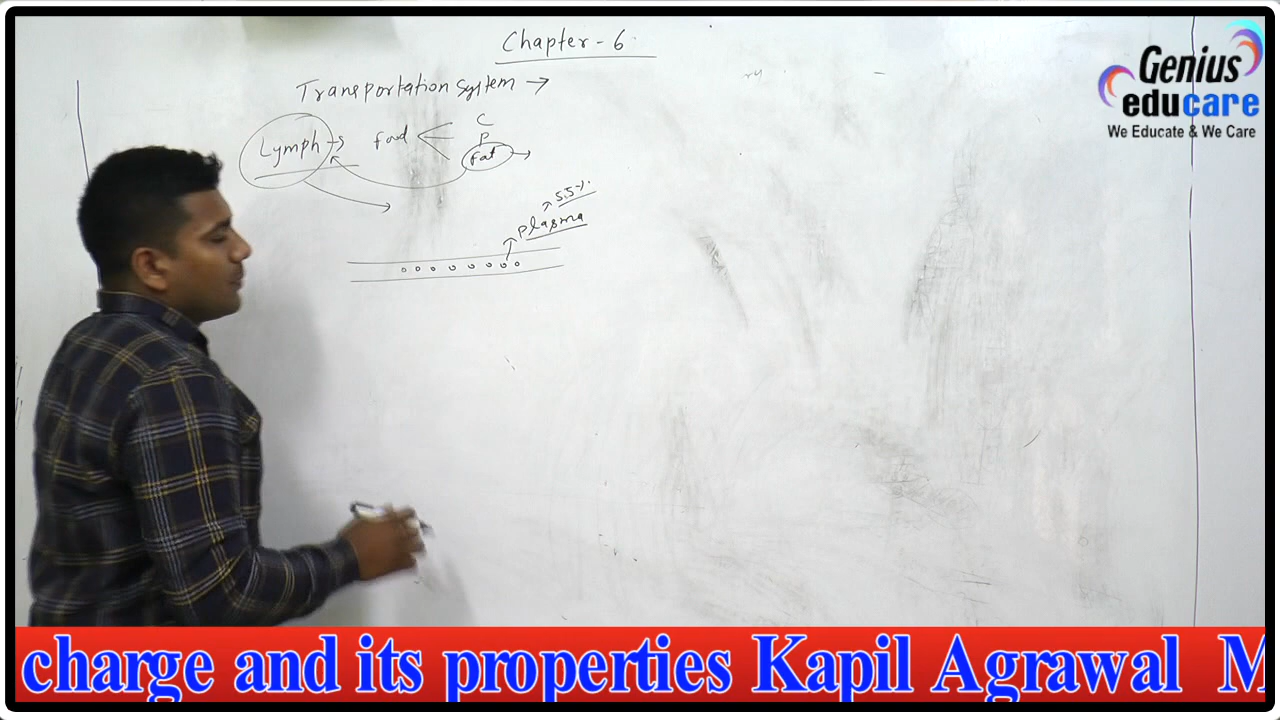 Chapter - 6
Transportation System →
Lymph → food
C
P
Fat →
55%
Plasma
Genius
educare
We Educate & We Care
charge and its properties Kapil Agrawal M